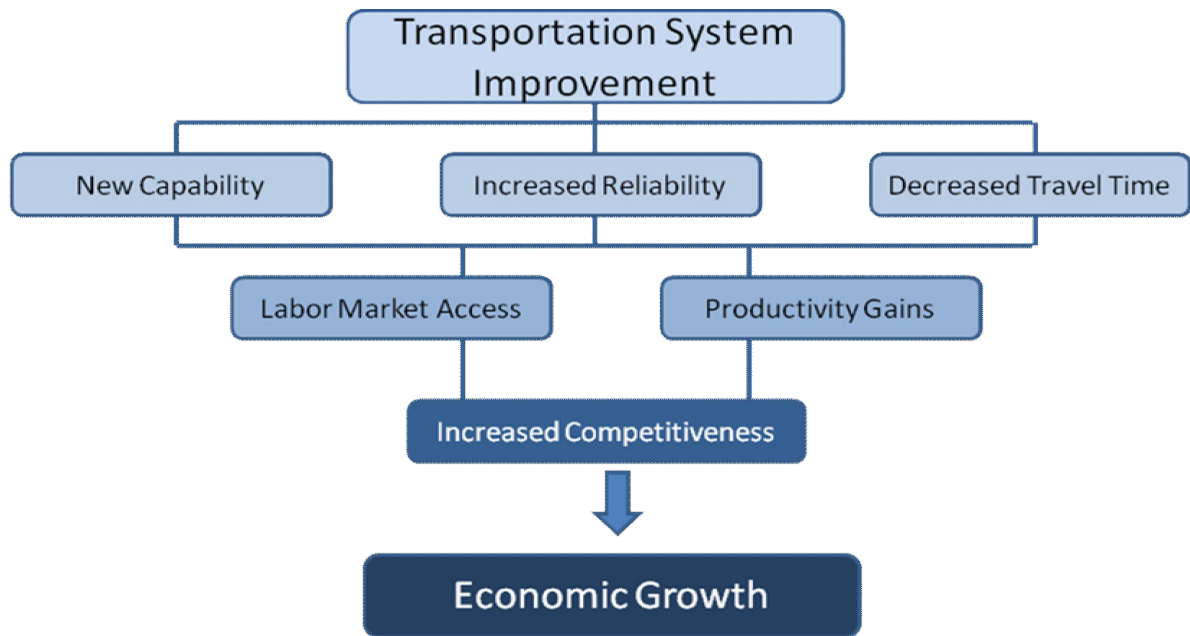 Transportation System
Improvement
New Capability
Increased Reliability
Decreased Travel Time
Labor Market Access
Productivity Gains
Increased Competitiveness
Economic Growth